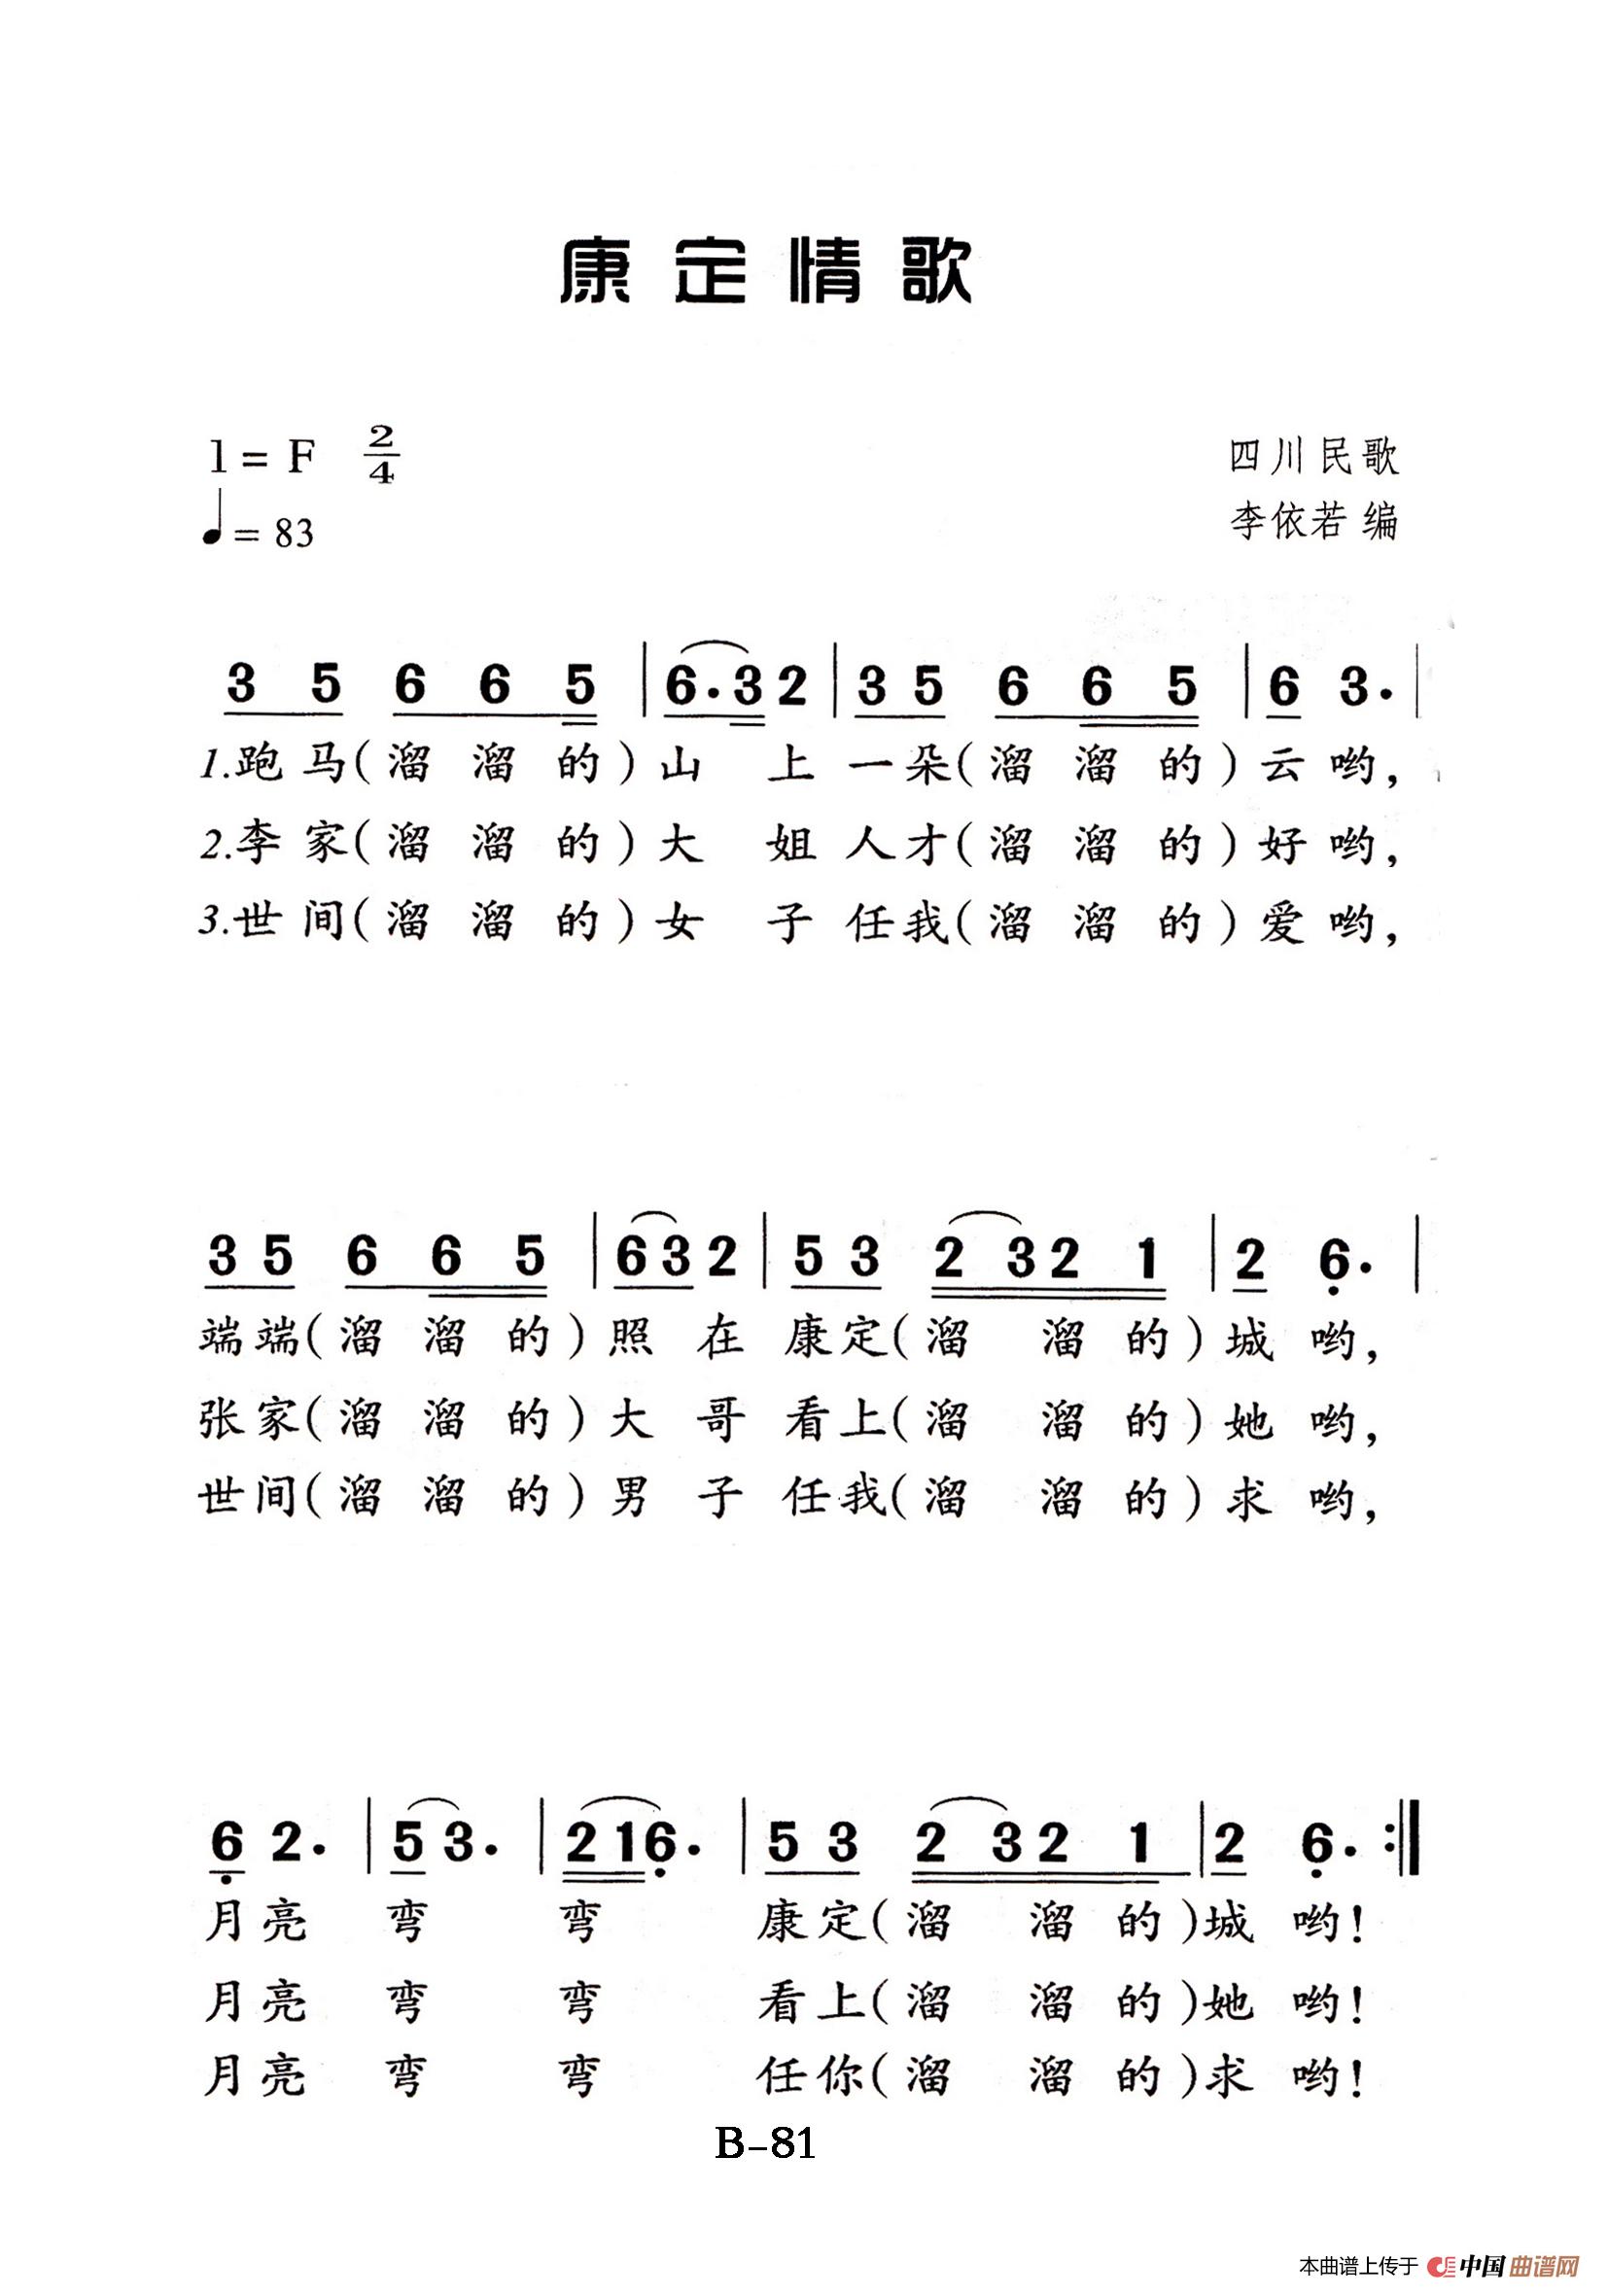 康定情歌
1=F 2/4
四川民歌
♩=83
李依若 编
3 5 6 6 5 | 6.3 2 | 3 5 6 6 5 | 6 3. |
1.跑马(溜溜的)山上一朵(溜溜的)云哟,
2.李家(溜溜的)大姐人才(溜溜的)好哟,
3.世间(溜溜的)女子任我(溜溜的)爱哟,
3 5 6 6 5 | 6 3 2 | 5 3 2 3 2 1 | 2 6. |
端端(溜溜的)照在康定(溜溜的)城哟,
张家(溜溜的)大哥看上(溜溜的)她哟,
世间(溜溜的)男子任我(溜溜的)求哟,
6 2. | 5 3. | 2 1 6. | 5 3 2 3 2 1 | 2 6. :|
月亮弯弯康定(溜溜的)城哟!
月亮弯弯看上(溜溜的)她哟!
月亮弯弯任你(溜溜的)求哟!
B-81
本曲谱上传于 中国曲谱网